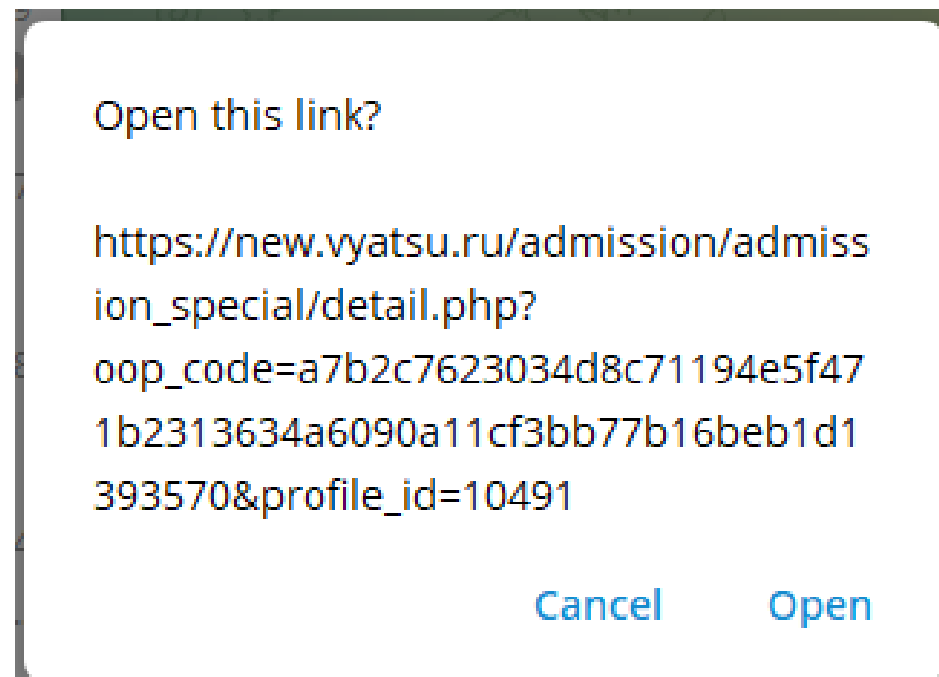 Open this link?
https://new.vyatsu.ru/admission/admiss
ion_special/detail.php?
oop_code=a7b2c7623034d8c71194e5f47
1b2313634a6090a11cf3bb77b16beb1d1
393570&profile_id=10491
Cancel Open